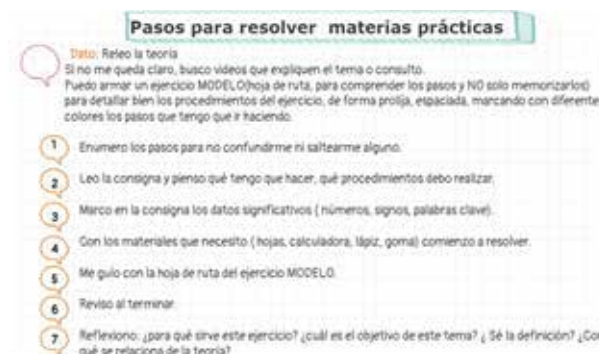 Pasos para resolver materias prácticas
Dato: Releo la teoría
Si no me queda claro, busco videos que expliquen el tema o consulto.
Puedo armar un ejercicio MODELO(hoja de ruta, para comprender los pasos y NO solo memorizarlos)
para detallar bien los procedimientos del ejercicio, de forma prolija, espaciada, marcando con diferente
colores los pasos que tengo que ir haciendo.
1 Enumero los pasos para no confundirme ni saltearme alguno.
2 Leo la consigna y pienso qué tengo que hacer, qué procedimientos debo realizar.
3 Marco en la consigna los datos significativos ( números, signos, palabras clave).
4 Con los materiales que necesito ( hojas, calculadora, lápiz, goma) comienzo a resolver.
5 Me guío con la hoja de ruta del ejercicio MODELO.
6 Reviso al terminar.
7 Reflexiono: ¿para qué sirve este ejercicio? ¿cuál es el objetivo de este tema? ¿ Sé la definición? ¿Con
qué se relaciona de la teoría?